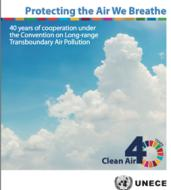 Protecting the Air We Breathe
40 years of cooperation under
the Convention on Long-range
Transboundary Air Pollution
40
Clean Air
UNECE